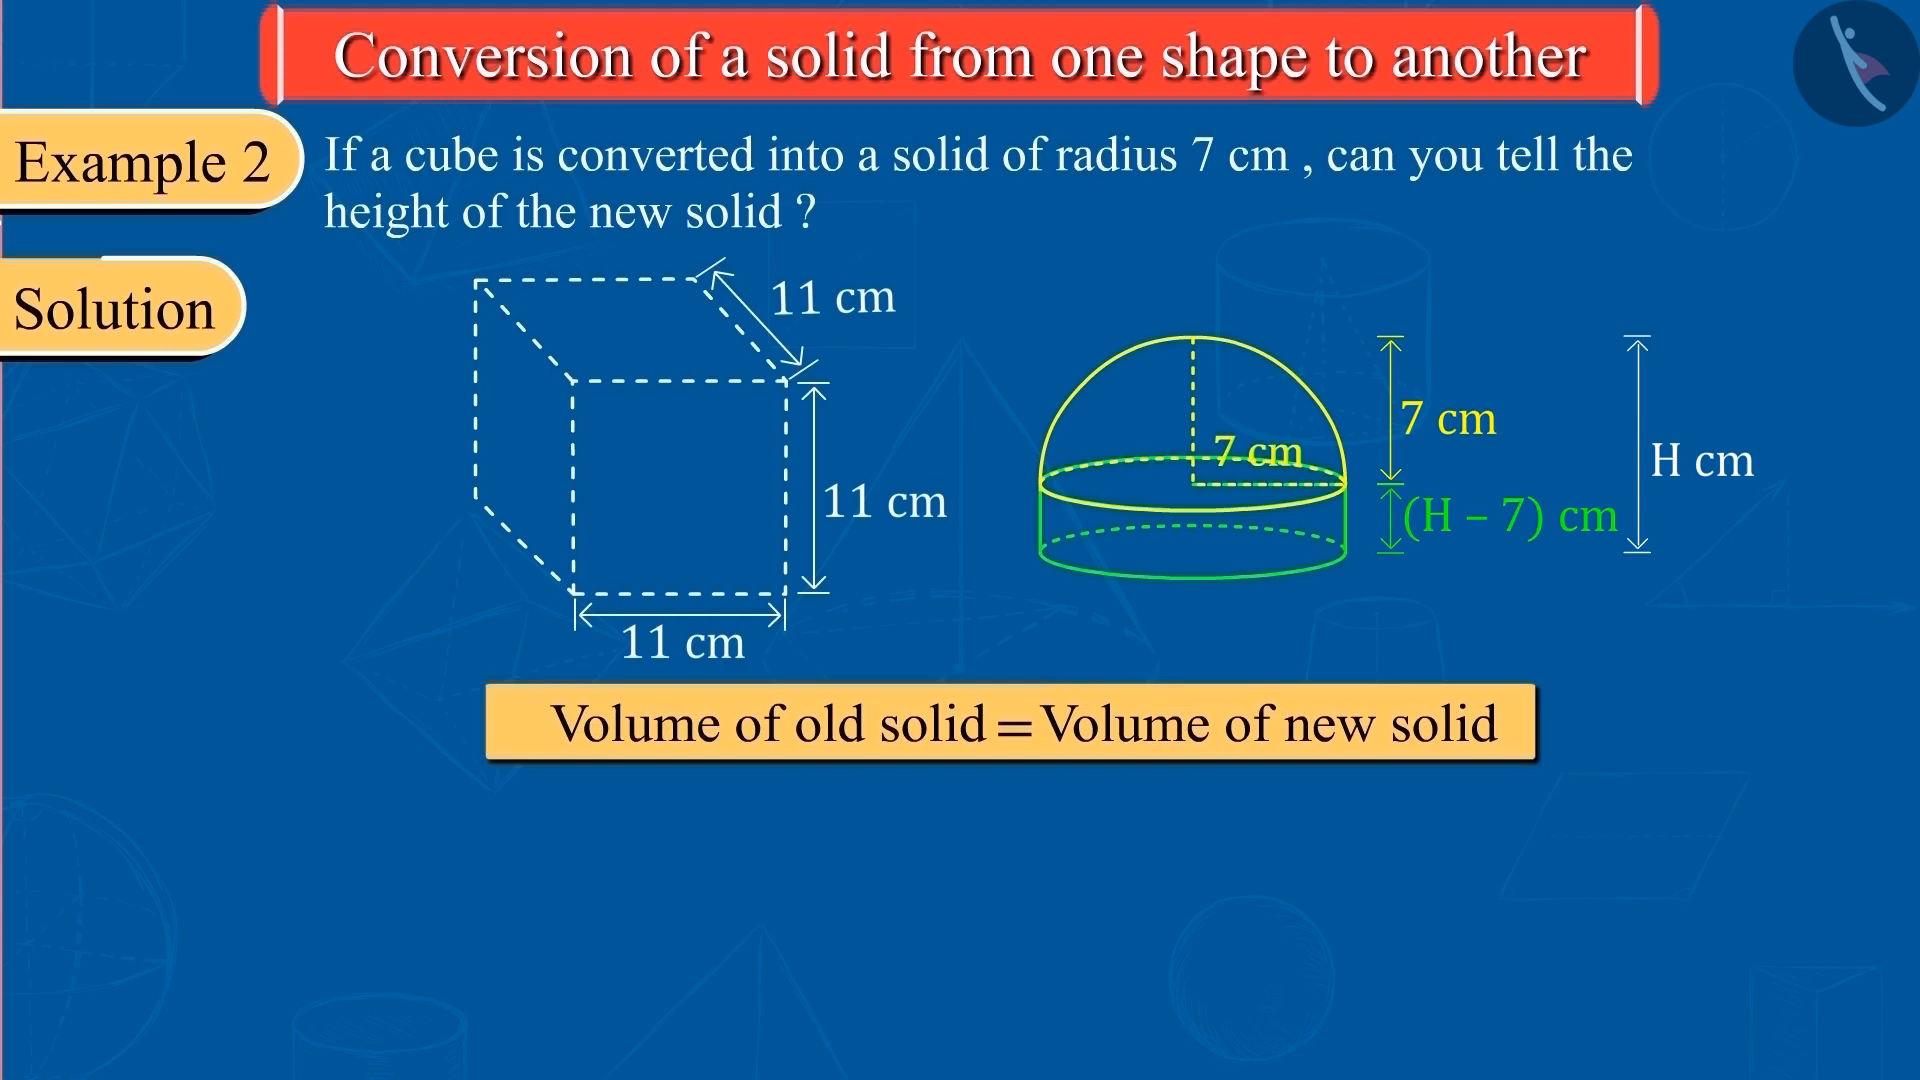 Conversion of a solid from one shape to another
Example 2
If a cube is converted into a solid of radius 7 cm , can you tell the
height of the new solid ?
Solution
11 cm
11 cm
11 cm
7 cm
7 cm
(H – 7) cm
H cm
Volume of old solid = Volume of new solid